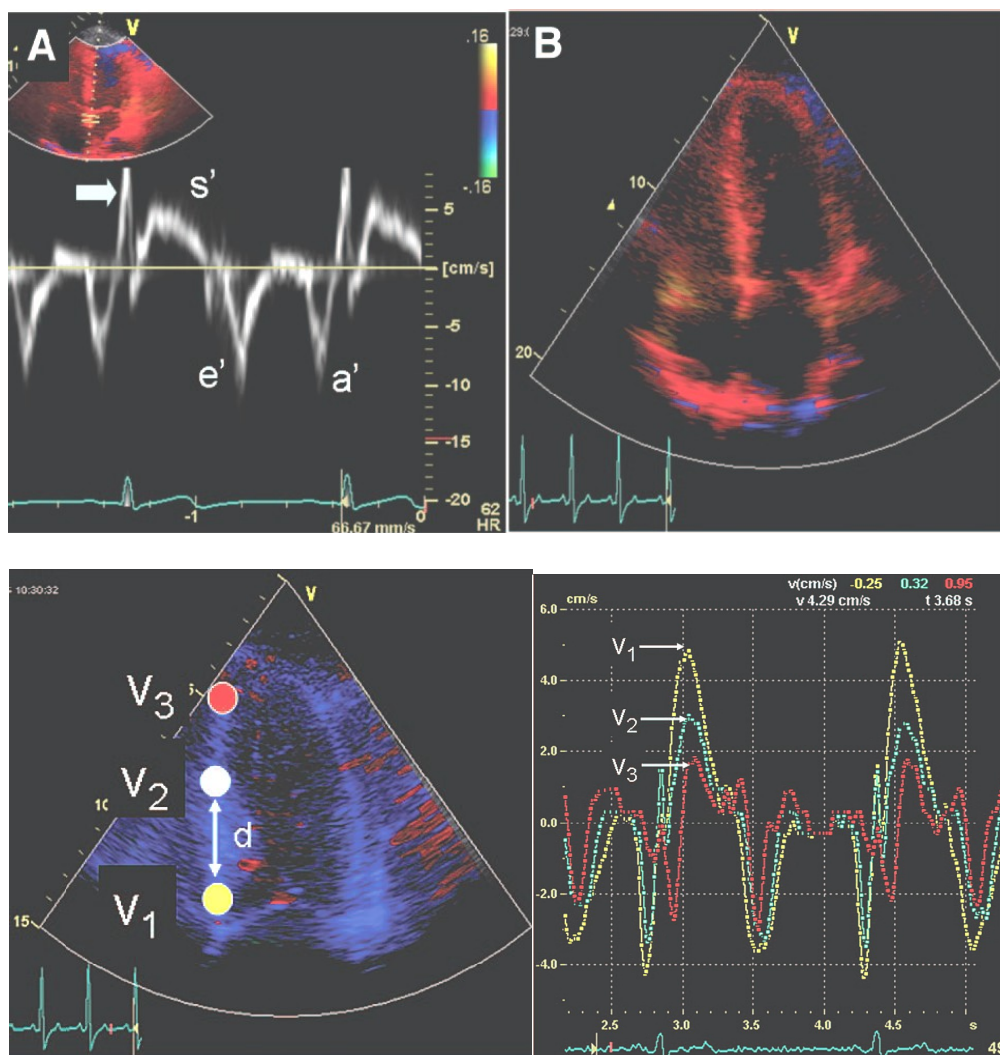 A
V
.16
-.16
s'
5
[cm/s]
-5
e'
a'
-10
-15
-20
-1
66.67 mm/s
0
62
HR
B
V
10
20
10:30:32
V
V3
V2
d
10
V1
15
v(cm/s) -0.25 0.32 0.95
v 4.29 cm/s t 3.68 s
6.0 cm/s
V1
4.0
V2
V3
2.0
0.0
-2.0
-4.0
2.5 3.0 3.5 4.0 4.5 s